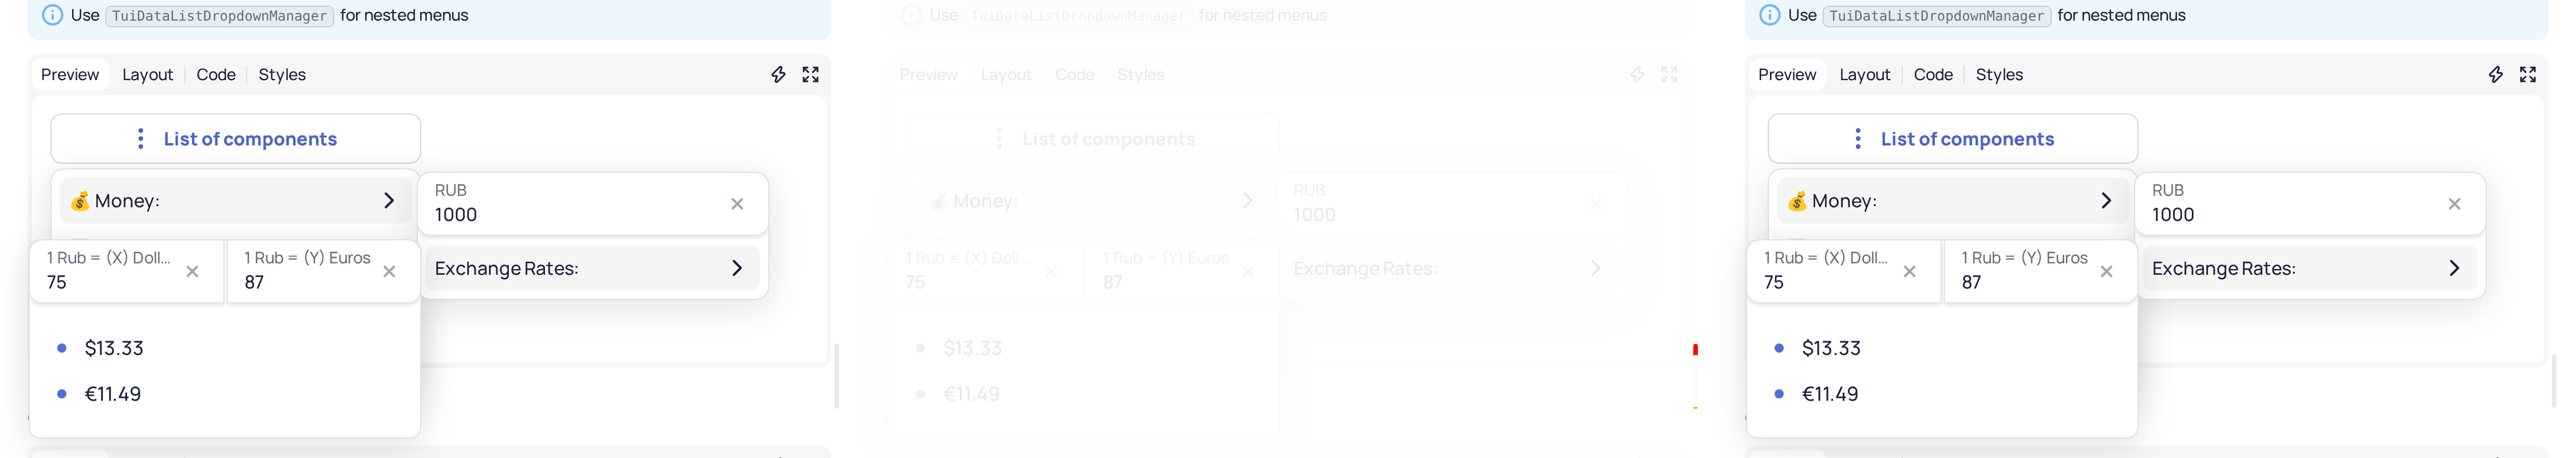 Use TuiDataListDropdownManager for nested menus
Preview Layout Code Styles
List of components
Money:
RUB
1000
1 Rub = (X) Doll...
75
1 Rub = (Y) Euros
87
Exchange Rates:
$13.33
€11.49
Use TuiDataListDropdownManager for nested menus
Preview Layout Code Styles
List of components
Money:
RUB
1000
1 Rub = (X) Doll...
75
1 Rub = (Y) Euros
87
Exchange Rates:
$13.33
€11.49
Use TuiDataListDropdownManager for nested menus
Preview Layout Code Styles
List of components
Money:
RUB
1000
1 Rub = (X) Doll...
75
1 Rub = (Y) Euros
87
Exchange Rates:
$13.33
€11.49